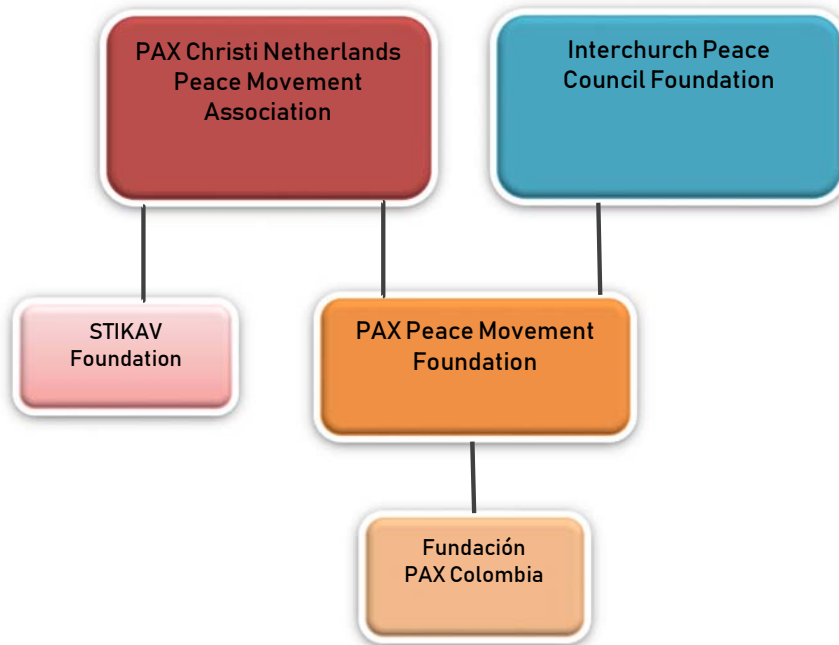 PAX Christi Netherlands
Peace Movement
Association
Interchurch Peace
Council Foundation
STIKAV
Foundation
PAX Peace Movement
Foundation
Fundación
PAX Colombia